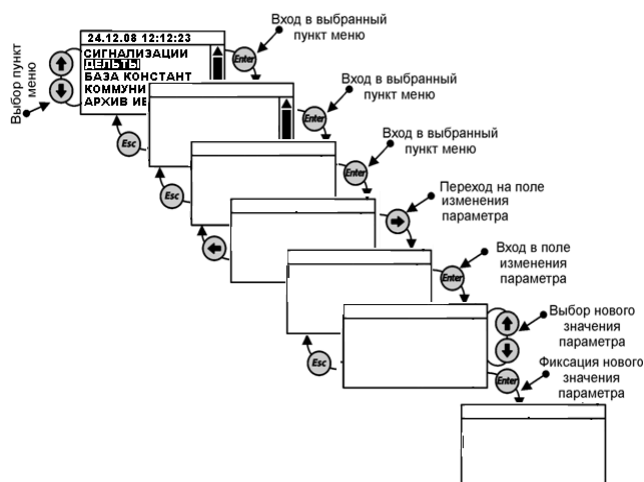 24.12.08 12:12:23
СИГНАЛИЗАЦИИ
ДЕЛЬТЫ
БАЗА КОНСТАНТ
КОММУНИ
АРХИВ ИЕ
Выбор пункт
меню
Enter
Вход в выбранный
пункт меню
Esc
Enter
Вход в выбранный
пункт меню
Esc
Enter
Вход в выбранный
пункт меню
Переход на поле
изменения
параметра
Enter
Вход в поле
изменения
параметра
Esc
Выбор нового
значения
параметра
Enter
Фиксация нового
значения
параметра